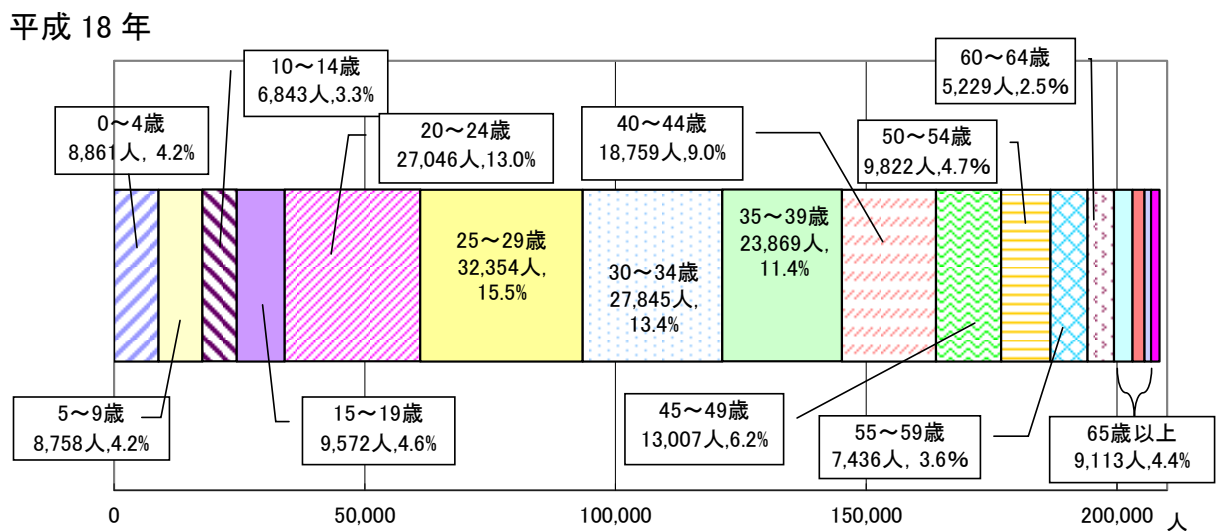 平成 18 年
10～14歳
6,843人,3.3%
60～64歳
5,229人,2.5%
0～4歳
8,861人, 4.2%
20～24歳
27,046人,13.0%
40～44歳
18,759人,9.0%
50～54歳
9,822人,4.7%
25～29歳
32,354人,
15.5%
30～34歳
27,845人,
13.4%
35～39歳
23,869人,
11.4%
5～9歳
8,758人,4.2%
15～19歳
9,572人,4.6%
45～49歳
13,007人,6.2%
55～59歳
7,436人, 3.6%
65歳以上
9,113人,4.4%
0 50,000 100,000 150,000 200,000 人